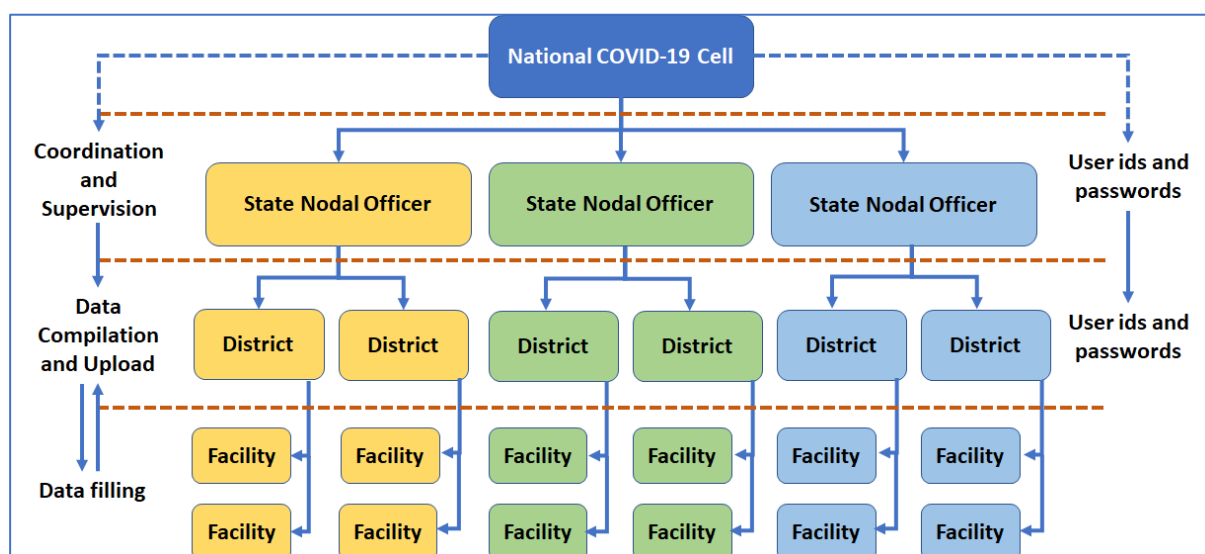 National COVID-19 Cell
Coordination
and
Supervision
State Nodal Officer
State Nodal Officer
State Nodal Officer
User ids and
passwords
Data
Compilation
and Upload
District
District
District
District
District
District
User ids and
passwords
Data filling
Facility
Facility
Facility
Facility
Facility
Facility
Facility
Facility
Facility
Facility
Facility
Facility